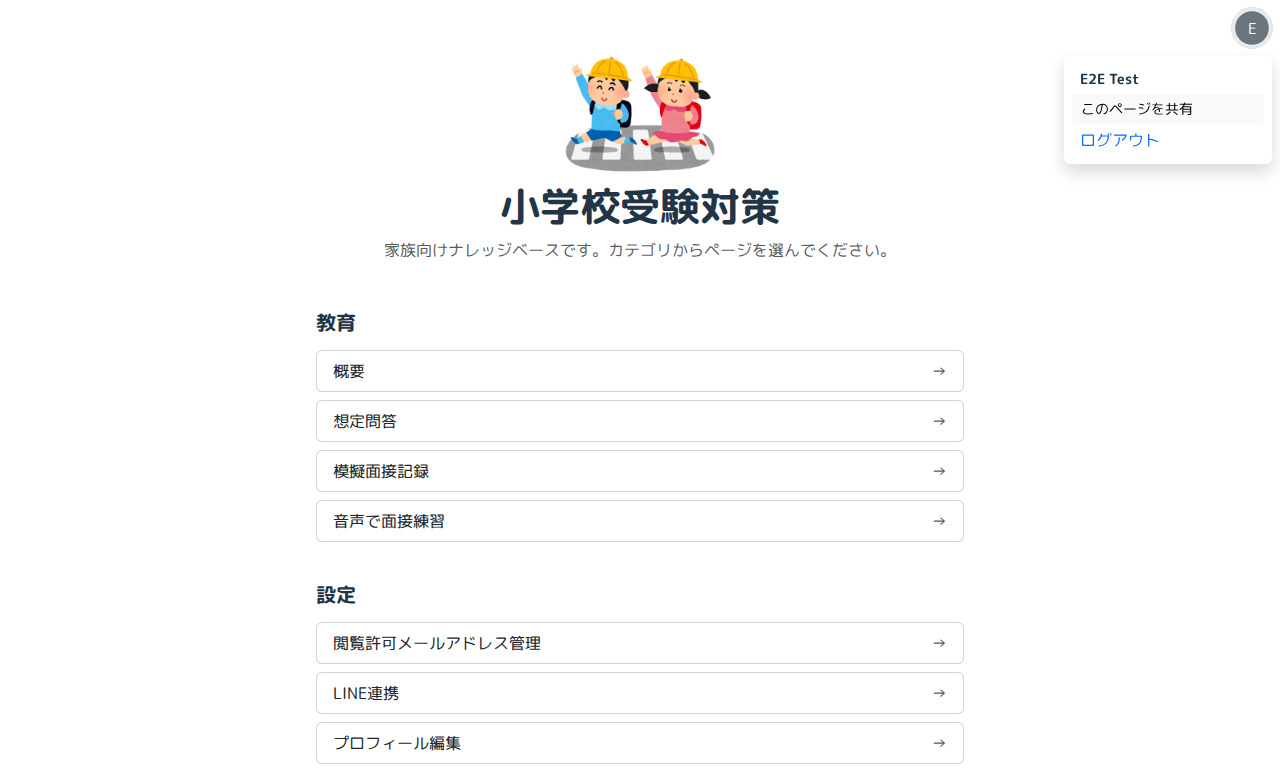 E
E2E Test
このページを共有
ログアウト
小学校受験対策
家族向けナレッジベースです。カテゴリからページを選んでください。
教育
概要 →
想定問答 →
模擬面接記録 →
音声で面接練習 →
設定
閲覧許可メールアドレス管理 →
LINE連携 →
プロフィール編集 →